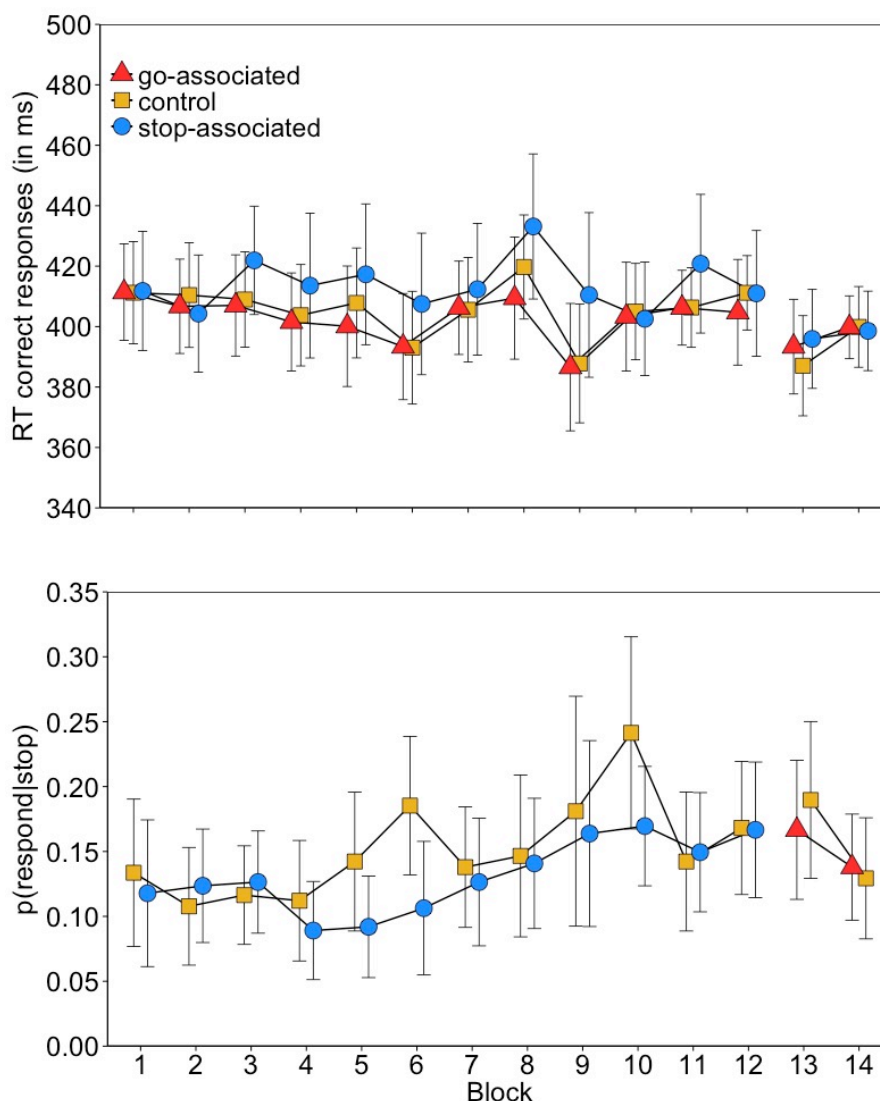 500
480
460
440
420
400
380
360
340
RT correct responses (in ms)
go-associated
control
stop-associated
0.35
0.30
0.25
0.20
0.15
0.10
0.05
0.00
p(respond|stop)
1 2 3 4 5 6 7 8 9 10 11 12 13 14
Block